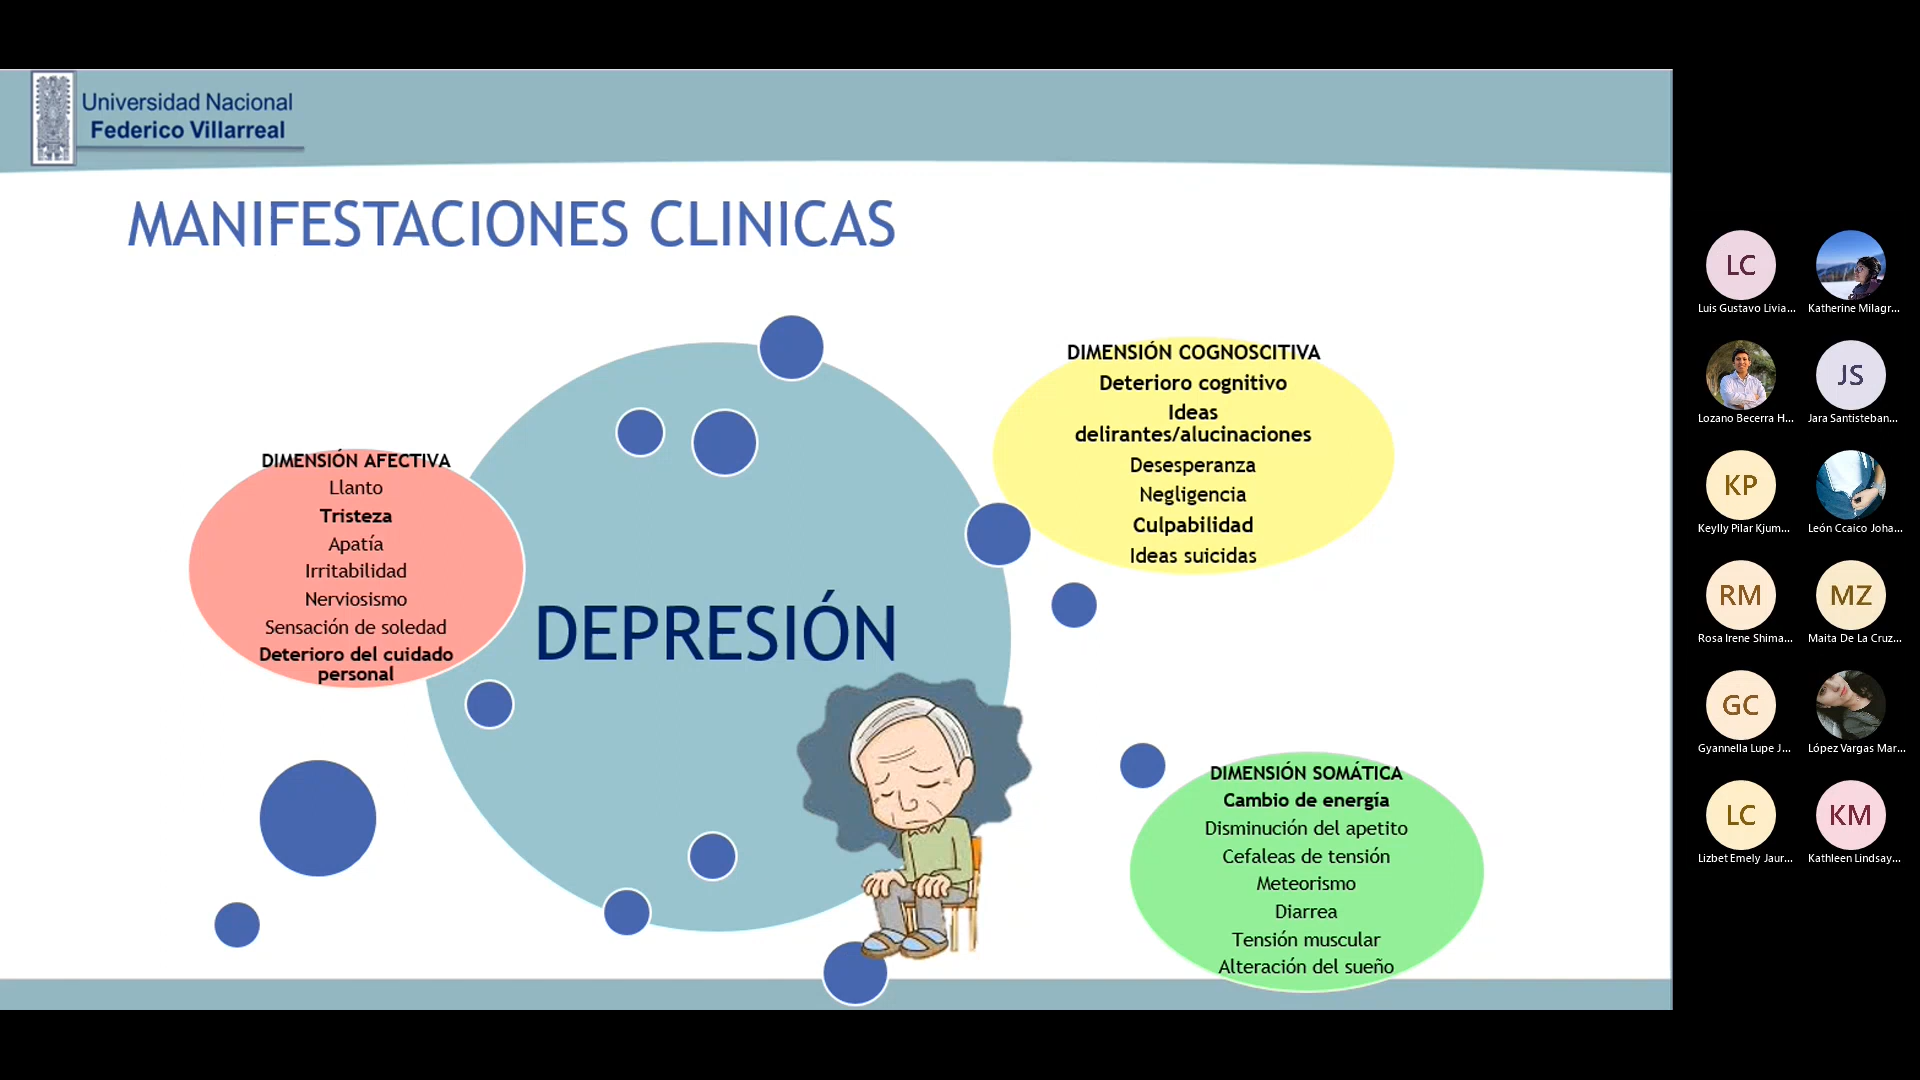 Universidad Nacional
Federico Villarreal
MANIFESTACIONES CLINICAS
DIMENSIÓN AFECTIVA
Llanto
Tristeza
Apatía
Irritabilidad
Nerviosismo
Sensación de soledad
Deterioro del cuidado
personal
DEPRESIÓN
DIMENSIÓN COGNOSCITIVA
Deterioro cognitivo
Ideas
delirantes/alucinaciones
Desesperanza
Negligencia
Culpabilidad
Ideas suicidas
DIMENSIÓN SOMÁTICA
Cambio de energía
Disminución del apetito
Cefaleas de tensión
Meteorismo
Diarrea
Tensión muscular
Alteración del sueño
LC
Luis Gustavo Livia...
Katherine Milagr...
Lozano Becerra H...
JS
Jara Santisteban...
KP
Keylly Pilar Kjum...
León Ccaico Joha...
RM
Rosa Irene Shima...
MZ
Maita De La Cruz...
GC
Gyannella Lupe J...
López Vargas Mar...
LC
Lizbet Emely Jaur...
KM
Kathleen Lindsay...